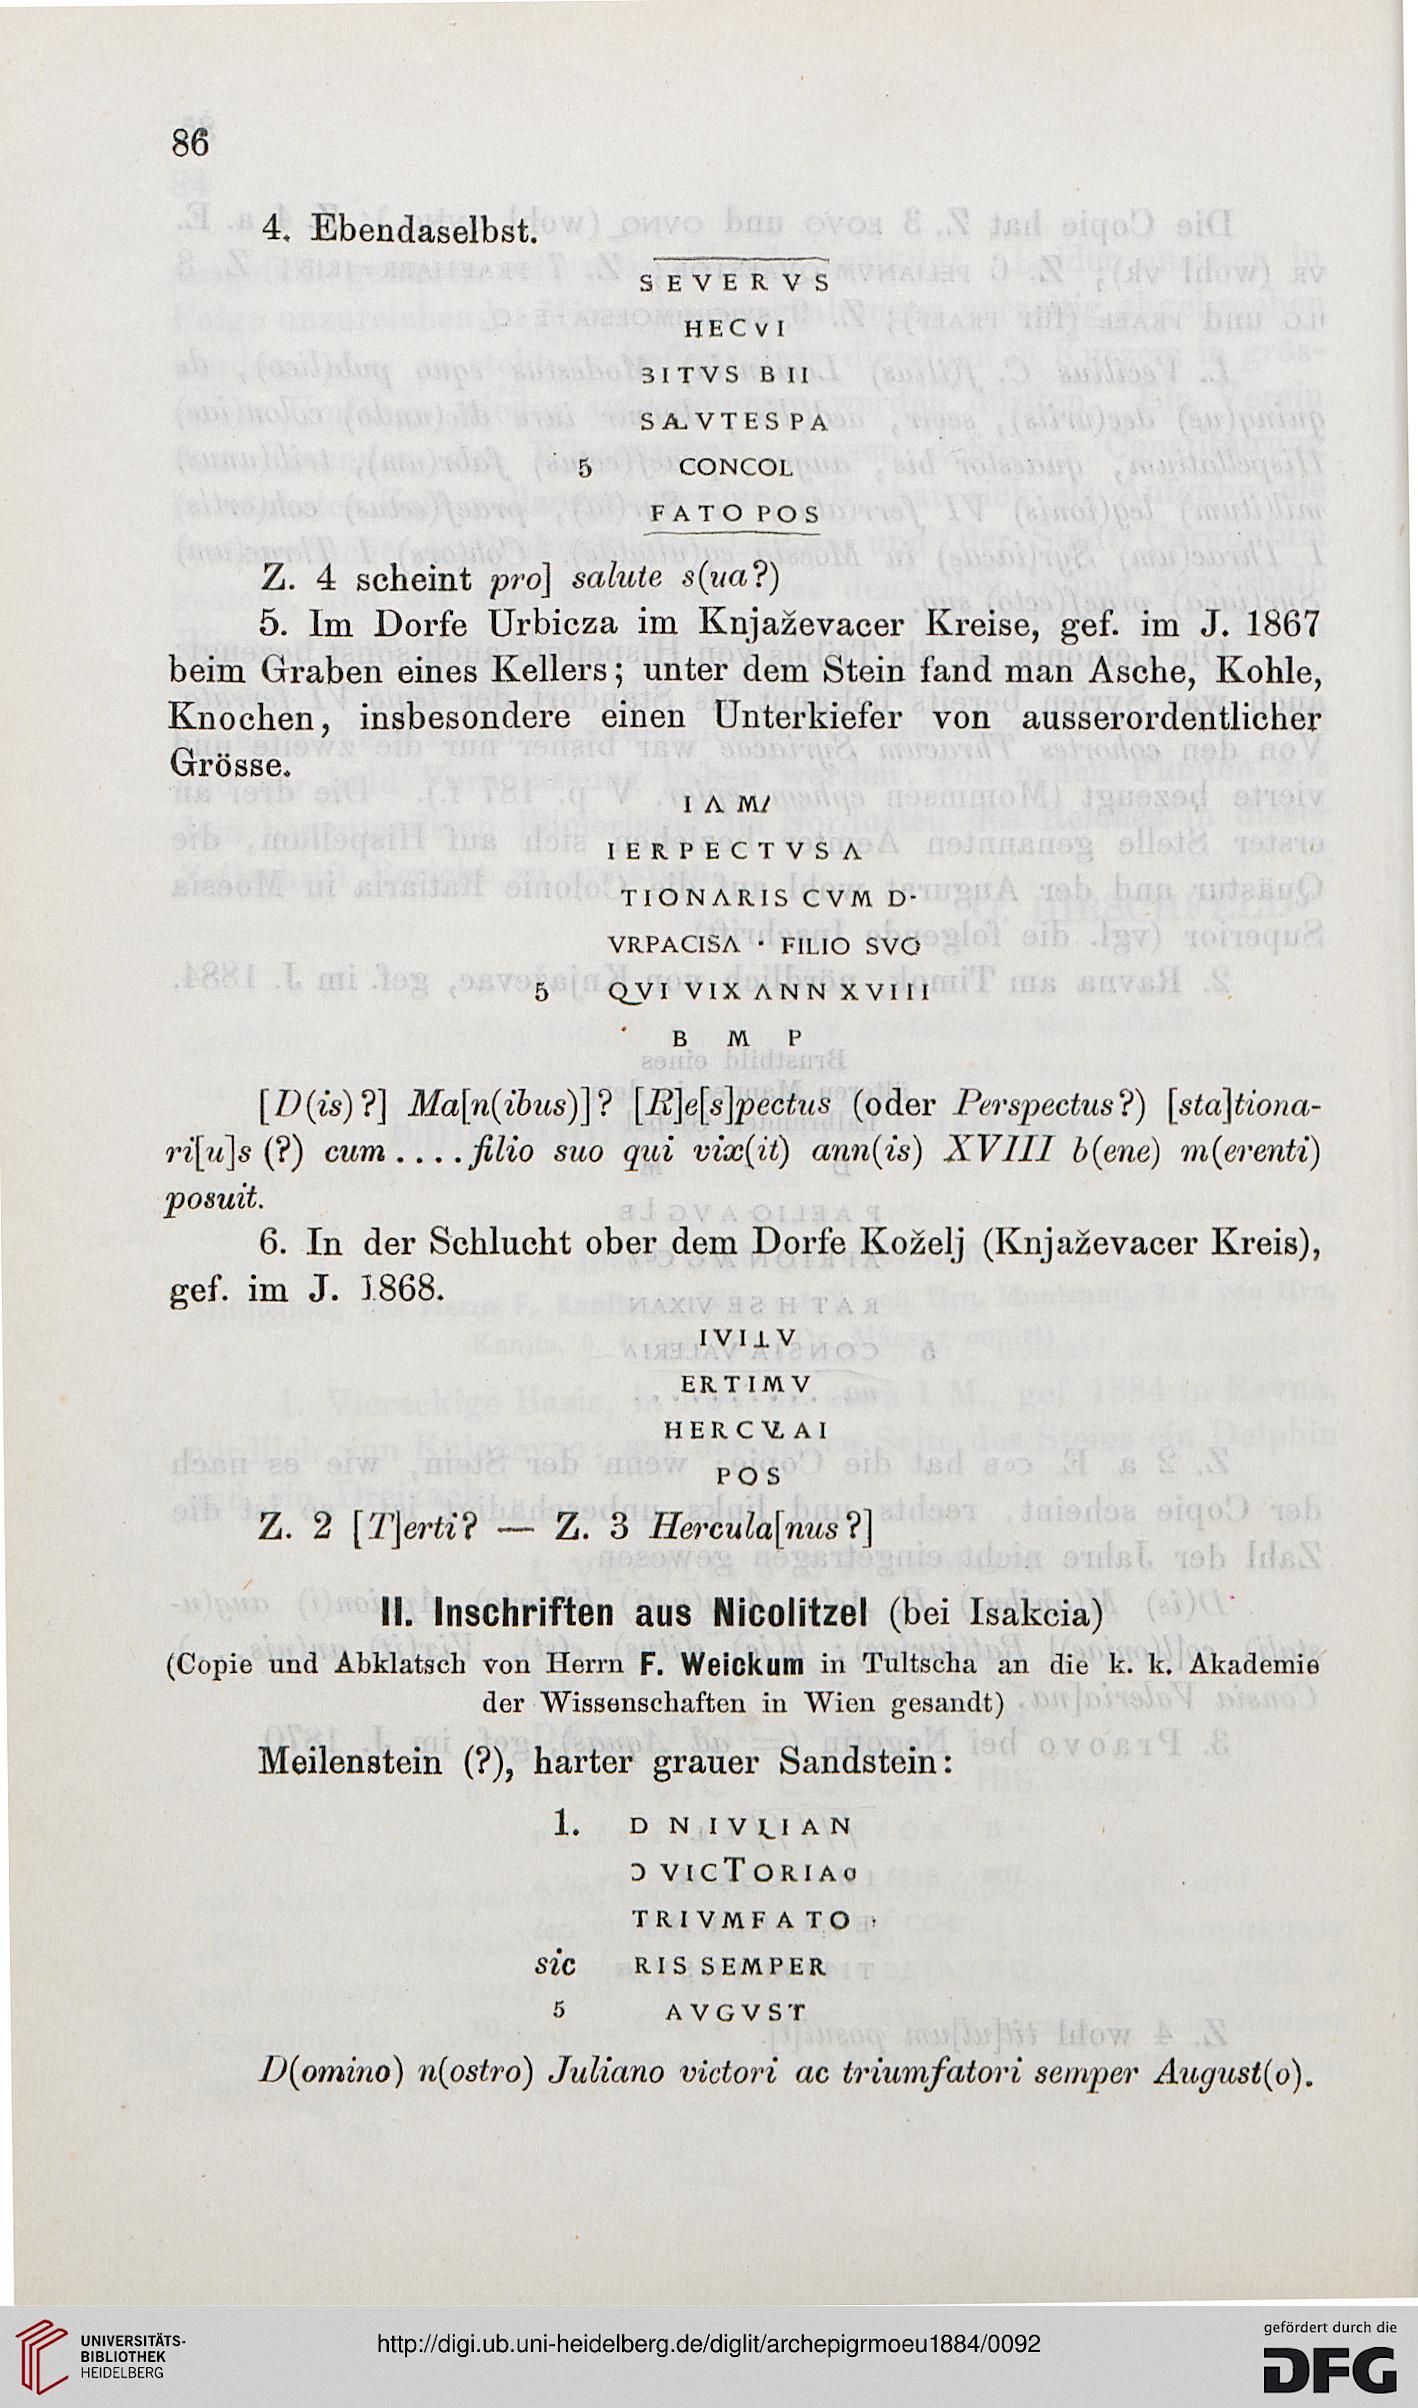 86
4. Ebendaselbst.
SEVERVS
HECVI
ƎITVS BII
SALVTES PA
5 CONCOL
FATO POS
Z. 4 scheint pro] salute s(ua?)
5. Im Dorfe Urbicza im Knjaževacer Kreise, gef. im J. 1867
beim Graben eines Kellers; unter dem Stein fand man Asche, Kohle,
Knochen, insbesondere einen Unterkiefer von ausserordentlicher
Grösse.
I Λ M/
IERPECTVSΛ
TIONΛRIS CVM D·
VRPACISΛ · FILIO SVO
5 QVI VIX ΛNN XVIII
B M P
[D(is)?] Ma[n(ibus)]? [R]e[s]pectus (oder Perspectus?) [sta]tiona-
ri[u]s (?) cum .... filio suo qui vix(it) ann(is) XVIII b(ene) m(erenti)
posuit.
6. In der Schlucht ober dem Dorfe Koželj (Knjaževacer Kreis),
gef. im J. 1868.
IVI⊥V
ERTIMV
HERCVLAI
POS
Z. 2 [T]erti? — Z. 3 Hercula[nus?]
II. Inschriften aus Nicolitzel (bei Isakcia)
(Copie und Abklatsch von Herrn F. Weickum in Tultscha an die k. k. Akademie
der Wissenschaften in Wien gesandt)
Meilenstein (?), harter grauer Sandstein:
1. D N IVLIAN
Ɔ VICTORIAO
TRIVMFATO
sic RIS SEMPER
5 AVGVST
D(omino) n(ostro) Juliano victori ac triumfatori semper August(o).
UNIVERSITÄTS-
BIBLIOTHEK
HEIDELBERG
http://digi.ub.uni-heidelberg.de/diglit/archepigrmoeu1884/0092
gefördert durch die
DFG